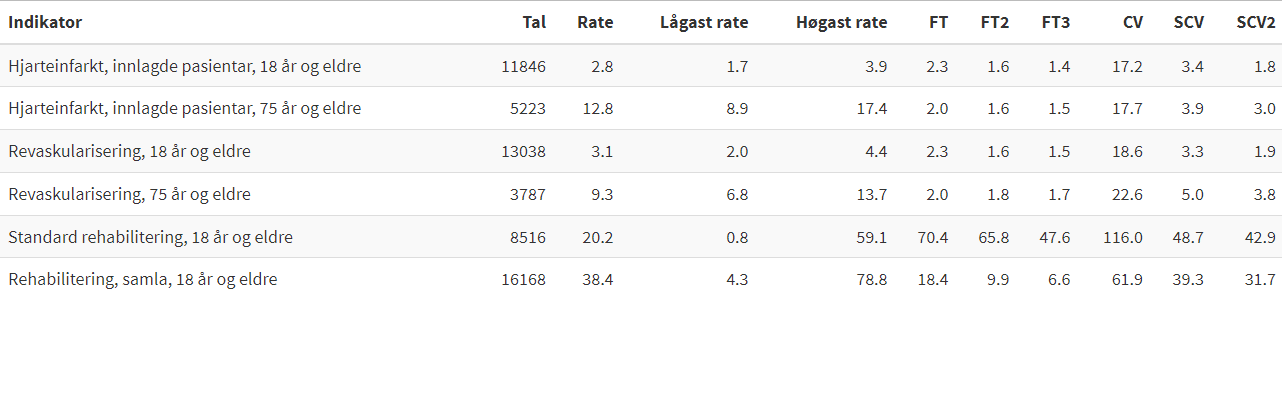 Indikator Tal Rate Lågast rate Høgast rate FT FT2 FT3 CV SCV SCV2
Hjarteinfarkt, innlagde pasientar, 18 år og eldre 11846 2.8 1.7 3.9 2.3 1.6 1.4 17.2 3.4 1.8
Hjarteinfarkt, innlagde pasientar, 75 år og eldre 5223 12.8 8.9 17.4 2.0 1.6 1.5 17.7 3.9 3.0
Revaskularisering, 18 år og eldre 13038 3.1 2.0 4.4 2.3 1.6 1.5 18.6 3.3 1.9
Revaskularisering, 75 år og eldre 3787 9.3 6.8 13.7 2.0 1.8 1.7 22.6 5.0 3.8
Standard rehabilitering, 18 år og eldre 8516 20.2 0.8 59.1 70.4 65.8 47.6 116.0 48.7 42.9
Rehabilitering, samla, 18 år og eldre 16168 38.4 4.3 78.8 18.4 9.9 6.6 61.9 39.3 31.7